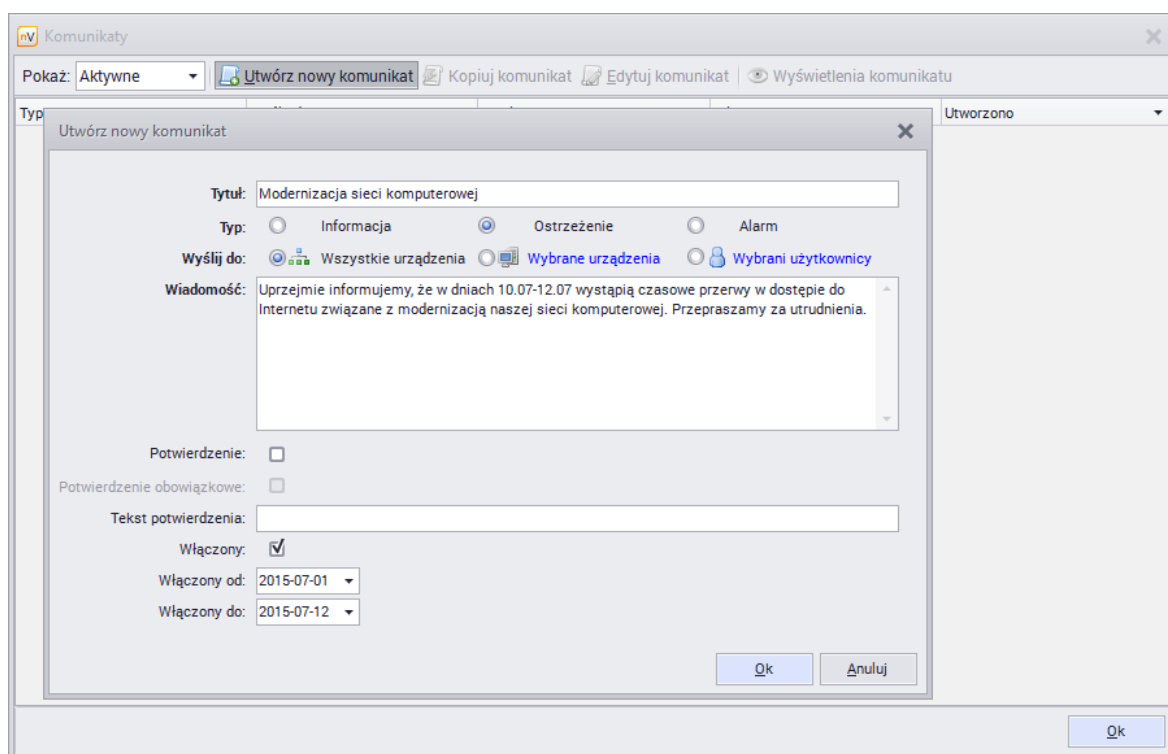 nV Komunikaty
Pokaż: Aktywne Utwórz nowy komunikat Kopiuj komunikat Edytuj komunikat Wyświetlenia komunikatu
Typ Utworzono
Utwórz nowy komunikat
Tytuł: Modernizacja sieci komputerowej
Typ: Informacja Ostrzeżenie Alarm
Wyślij do: Wszystkie urządzenia Wybrane urządzenia Wybrani użytkownicy
Wiadomość: Uprzejmie informujemy, że w dniach 10.07-12.07 wystąpią czasowe przerwy w dostępie do
Internetu związane z modernizacją naszej sieci komputerowej. Przepraszamy za utrudnienia.
Potwierdzenie:
Potwierdzenie obowiązkowe:
Tekst potwierdzenia:
Włączony:
Włączony od: 2015-07-01
Włączony do: 2015-07-12
Ok Anuluj
Ok